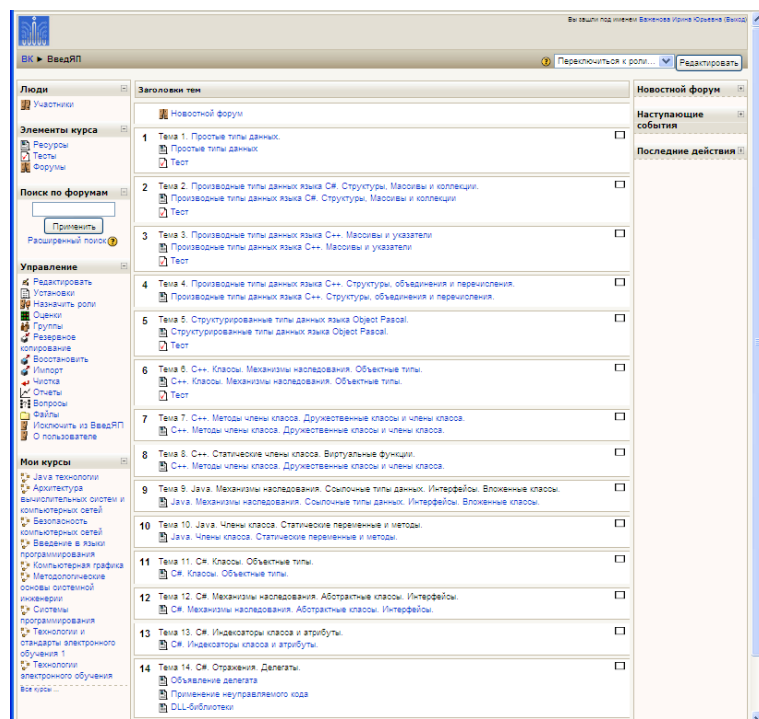 Вы зашли под именем Баженова Ирина Юрьевна (Выход)
ВК ► ВведЯП
Переключиться к роли...
Редактировать
Люди
Участники
Элементы курса
Ресурсы
Тесты
Форумы
Поиск по форумам
Применить
Расширенный поиск
Управление
Редактировать
Установки
Назначить роли
Оценки
Группы
Резервное
копирование
Восстановить
Импорт
Чистка
Отчеты
Вопросы
Файлы
Исключить из ВведЯП
О пользователе
Мои курсы
Java технологии
Архитектура
вычислительных систем и
компьютерных сетей
Безопасность
компьютерных сетей
Введение в языки
программирования
Компьютерная графика
Методологические
основы системной
инженерии
Системы
программирования
Технологии и
стандарты электронного
обучения 1
Технологии
электронного обучения
Все курсы ...
Заголовки тем
Новостной форум
1 Тема 1. Простые типы данных.
Простые типы данных
Тест
2 Тема 2. Производные типы данных языка C#. Структуры, Массивы и коллекции.
Производные типы данных языка C#. Структуры, Массивы и коллекции
Тест
3 Тема 3. Производные типы данных языка C++. Массивы и указатели
Производные типы данных языка C++. Массивы и указатели
Тест
4 Тема 4. Производные типы данных языка C++. Структуры, объединения и перечисления.
Производные типы данных языка C++. Структуры, объединения и перечисления.
5 Тема 5. Структурированные типы данных языка Object Pascal.
Структурированные типы данных языка Object Pascal.
Тест
6 Тема 6. C++. Классы. Механизмы наследования. Объектные типы.
C++. Классы. Механизмы наследования. Объектные типы.
Тест
7 Тема 7. C++. Методы члены класса. Дружественные классы и члены класса.
C++. Методы члены класса. Дружественные классы и члены класса.
8 Тема 8. C++. Статические члены класса. Виртуальные функции.
C++. Методы члены класса. Дружественные классы и члены класса.
9 Тема 9. Java. Механизмы наследования. Ссылочные типы данных. Интерфейсы. Вложенные классы.
Java. Механизмы наследования. Ссылочные типы данных. Интерфейсы. Вложенные классы.
10 Тема 10. Java. Члены класса. Статические переменные и методы.
Java. Члены класса. Статические переменные и методы.
11 Тема 11. C#. Классы. Объектные типы.
C#. Классы. Объектные типы.
12 Тема 12. C#. Механизмы наследования. Абстрактные классы. Интерфейсы.
C#. Механизмы наследования. Абстрактные классы. Интерфейсы.
13 Тема 13. C#. Индексаторы класса и атрибуты.
C#. Индексаторы класса и атрибуты.
14 Тема 14. C#. Отражения. Делегаты.
Объявление делегата
Применение неуправляемого кода
DLL-библиотеки
Новостной форум
Наступающие
события
Последние действия